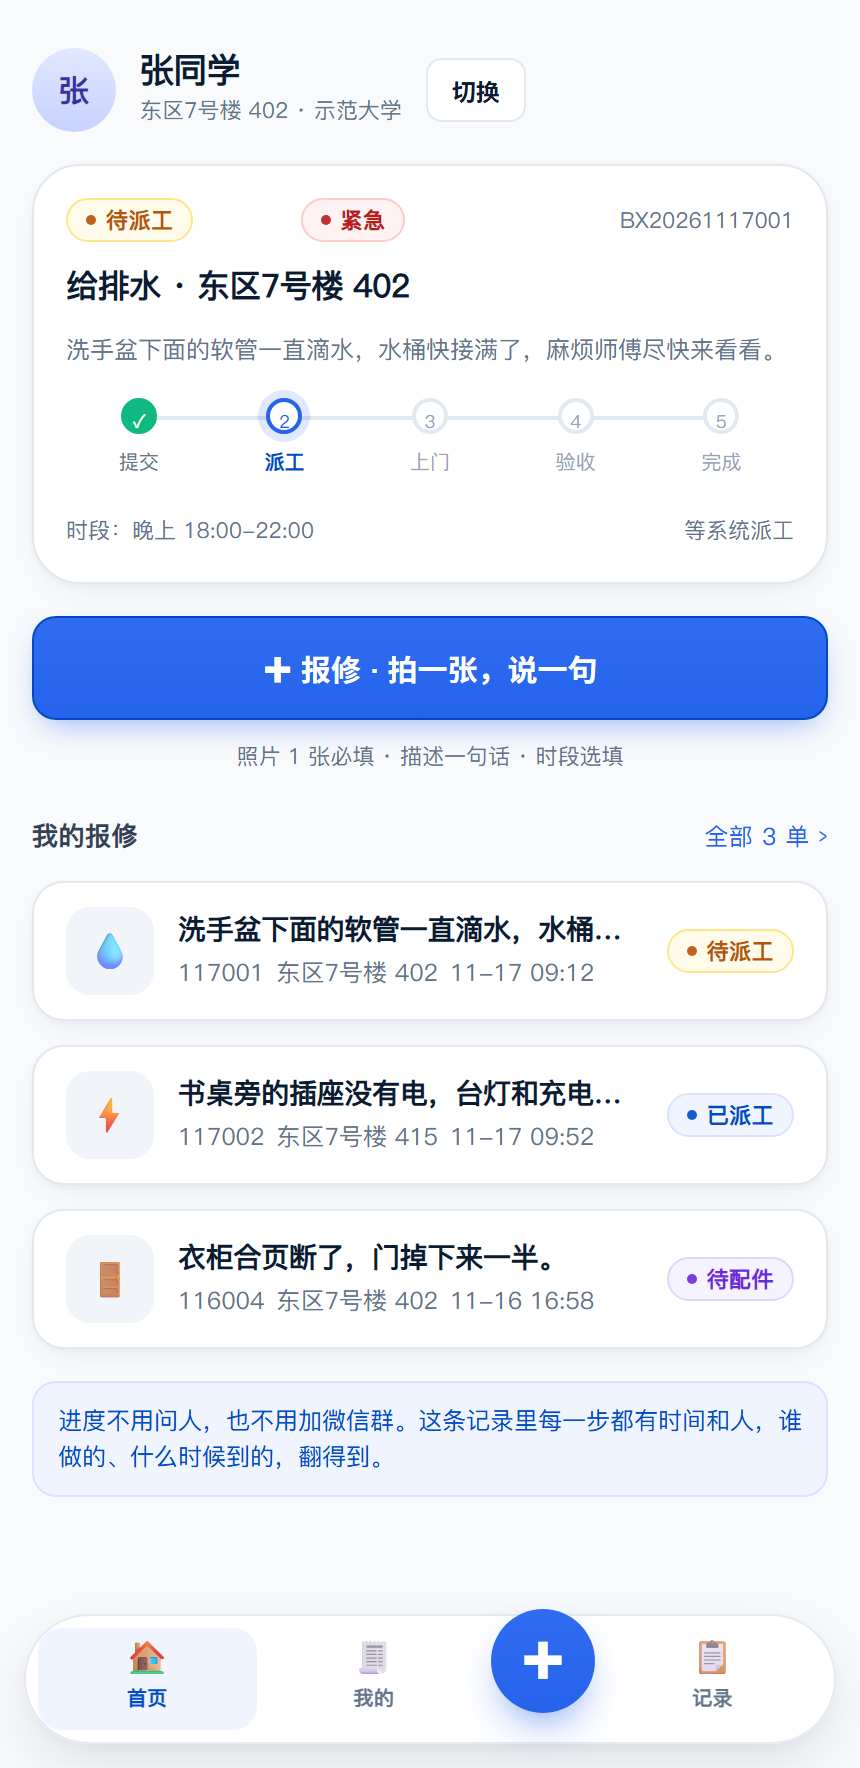 张
张同学
东区7号楼 402 · 示范大学
切换
待派工
紧急
BX20261117001
给排水 · 东区7号楼 402
洗手盆下面的软管一直滴水，水桶快接满了，麻烦师傅尽快来看看。
✓ 2 3 4 5
提交 派工 上门 验收 完成
时段：晚上 18:00–22:00
等系统派工
✚ 报修 · 拍一张，说一句
照片 1 张必填 · 描述一句话 · 时段选填
我的报修
全部 3 单 ›
洗手盆下面的软管一直滴水，水桶…
117001 东区7号楼 402 11–17 09:12
待派工
书桌旁的插座没有电，台灯和充电…
117002 东区7号楼 415 11–17 09:52
已派工
衣柜合页断了，门掉下来一半。
116004 东区7号楼 402 11–16 16:58
待配件
进度不用问人，也不用加微信群。这条记录里每一步都有时间和人，谁
做的、什么时候到的，翻得到。
首页 我的 ✚ 记录